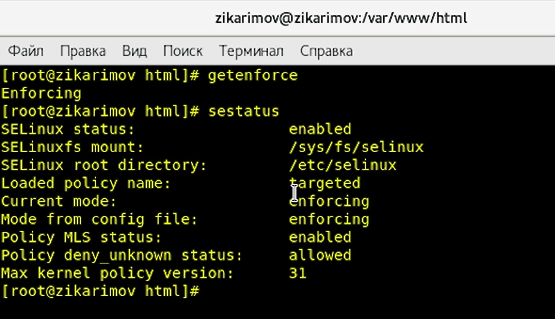 zikarimov@zikarimov:/var/www/html
Файл Правка Вид Поиск Терминал Справка
[root@zikarimov html]# getenforce
Enforcing
[root@zikarimov html]# sestatus
SELinux status: enabled
SELinuxfs mount: /sys/fs/selinux
SELinux root directory: /etc/selinux
Loaded policy name: targeted
Current mode: enforcing
Mode from config file: enforcing
Policy MLS status: enabled
Policy deny_unknown status: allowed
Max kernel policy version: 31
[root@zikarimov html]#